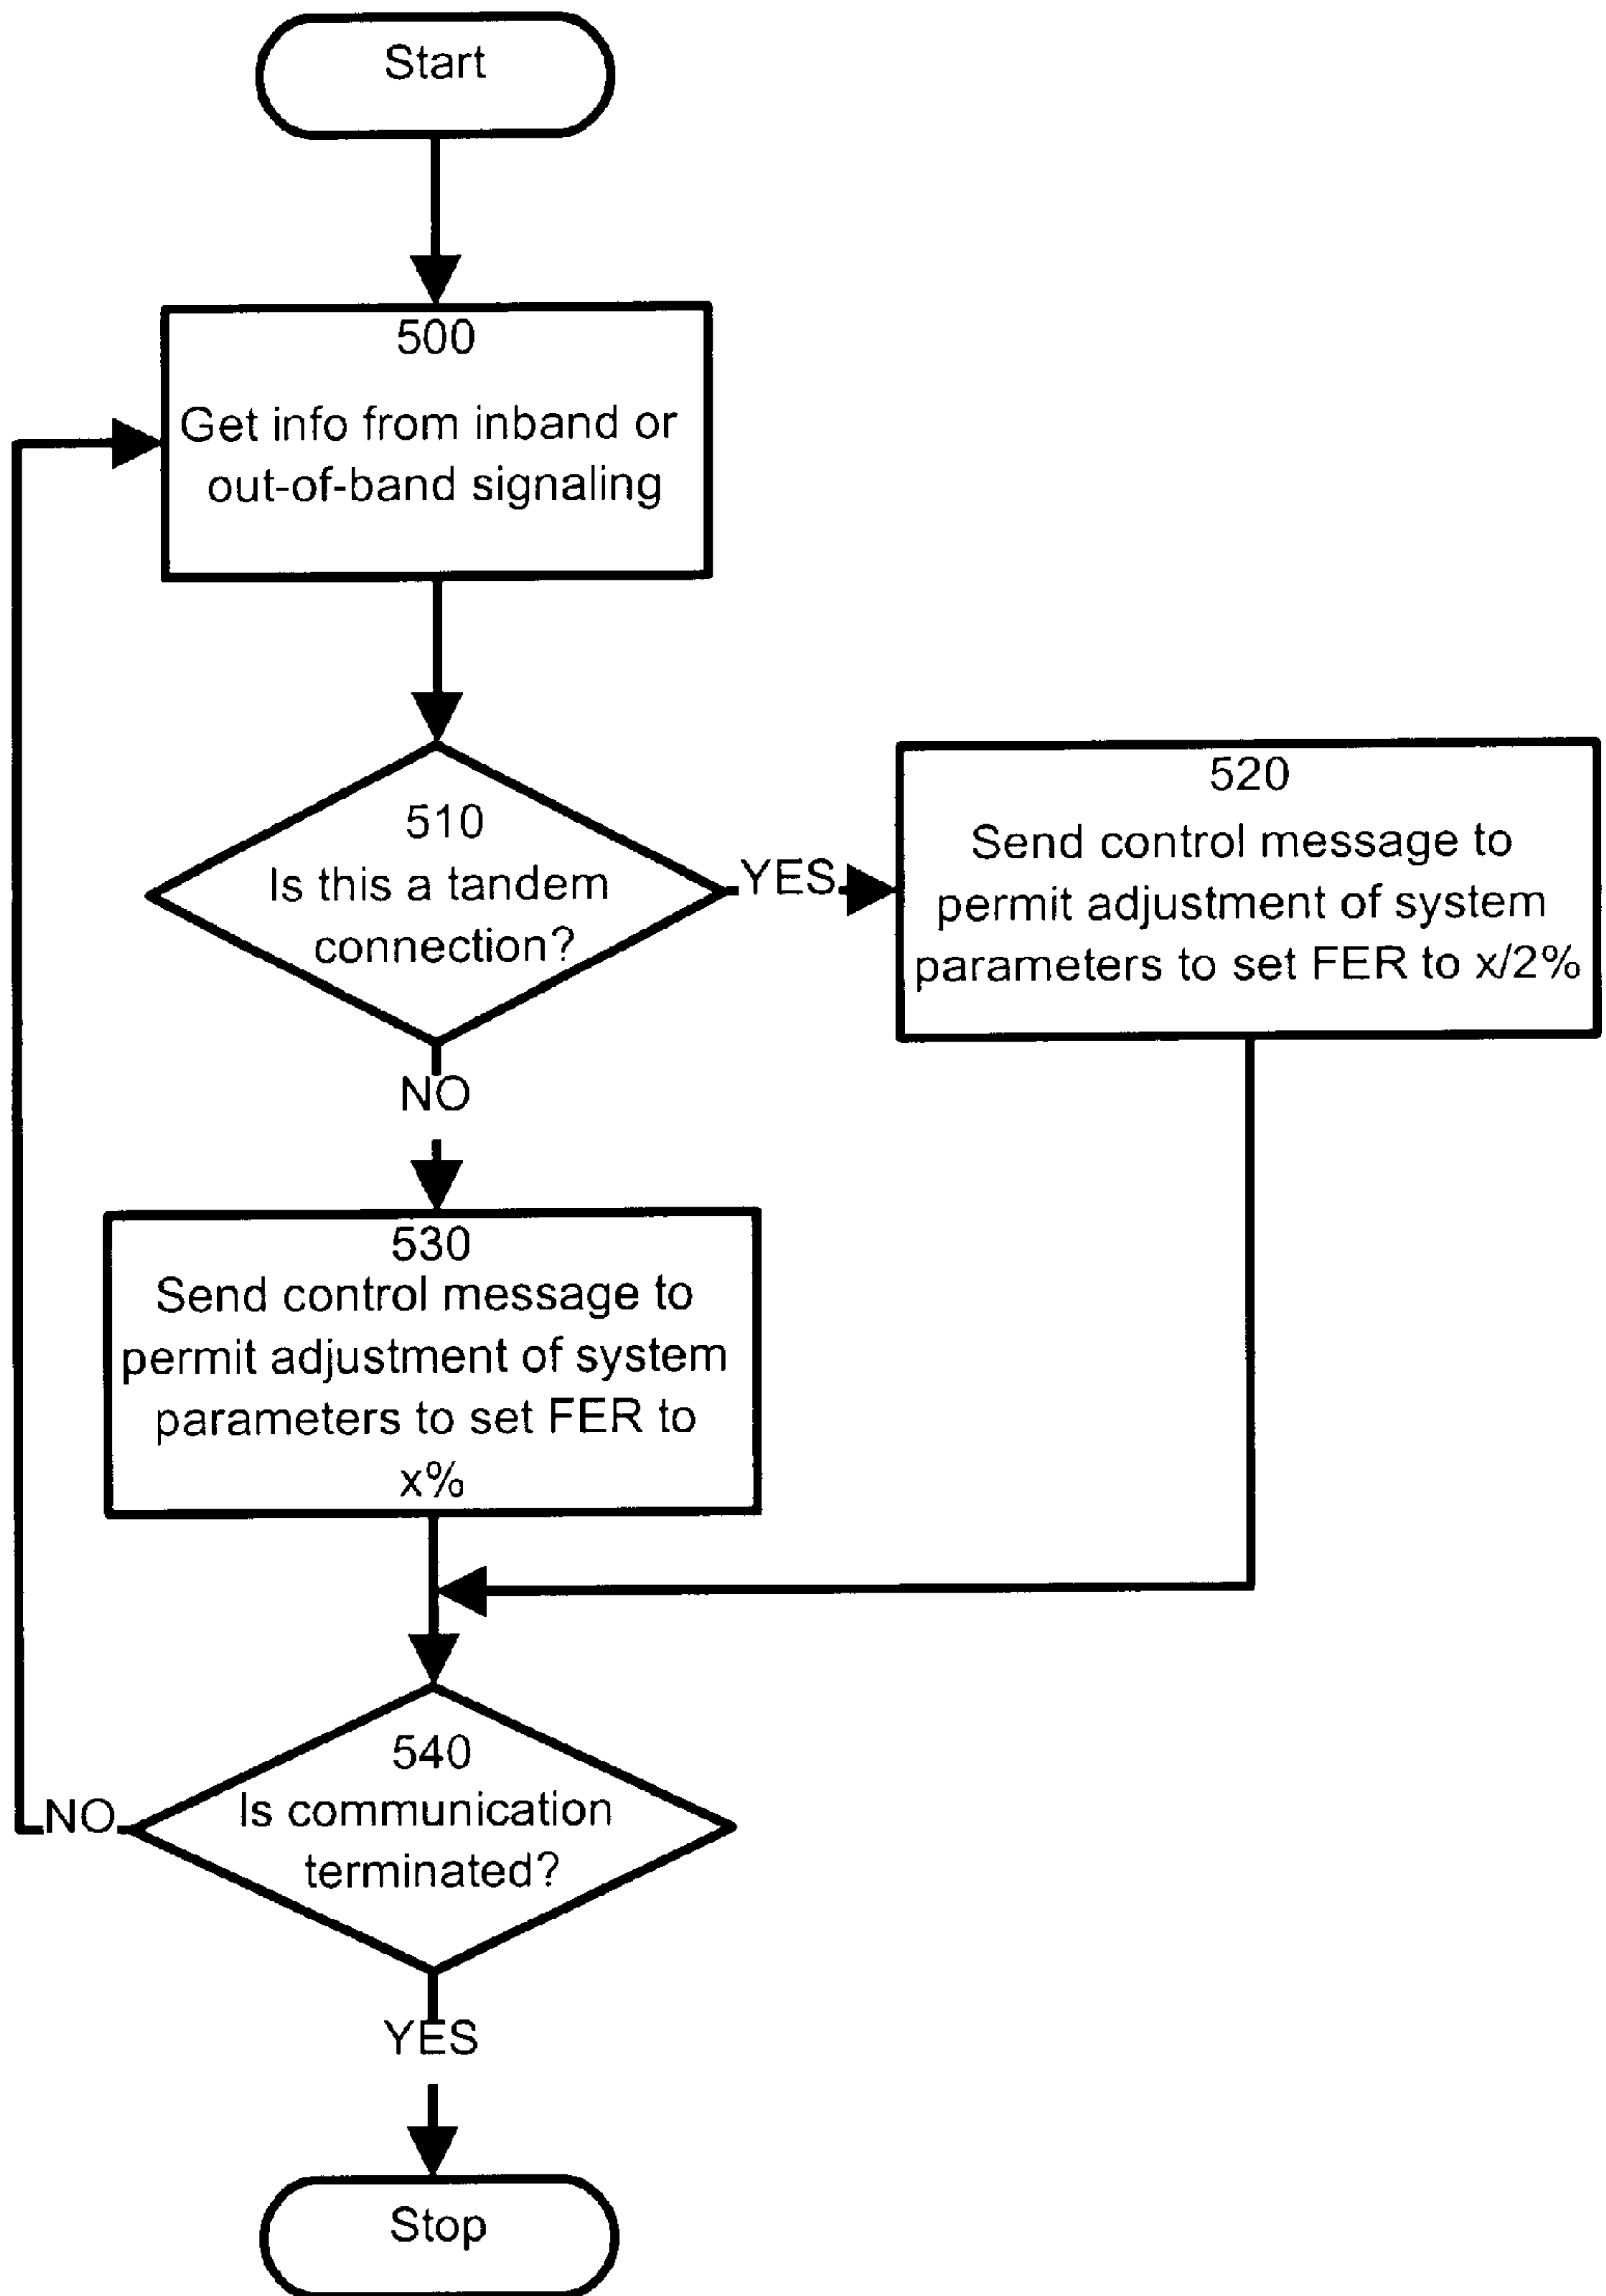 Start
500
Get info from inband or
out-of-band signaling
510
Is this a tandem
connection?
YES
520
Send control message to
permit adjustment of system
parameters to set FER to x/2%
NO
530
Send control message to
permit adjustment of system
parameters to set FER to
x%
540
Is communication
terminated?
NO
YES
Stop